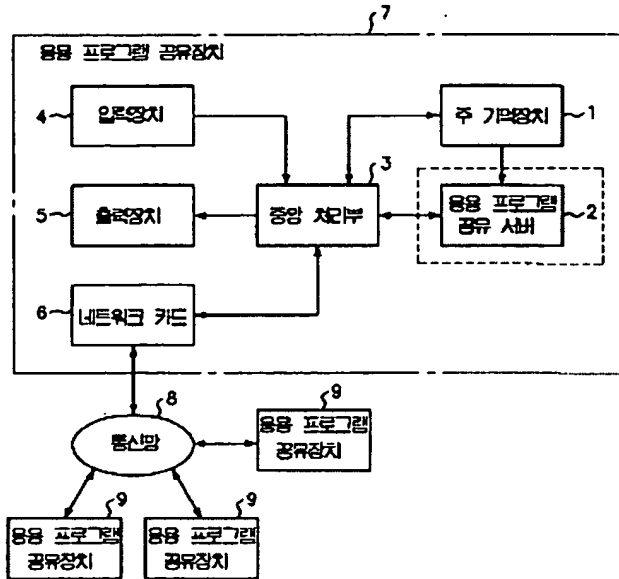 7
응용 프로그램 공유장치
4
입력장치
주 기억장치
1
3
5
출력장치
중앙 처리부
응용 프로그램
공유 서버
2
6
네트워크 카드
8
통신망
9
응용 프로그램
공유장치
9
응용 프로그램
공유장치
9
응용 프로그램
공유장치